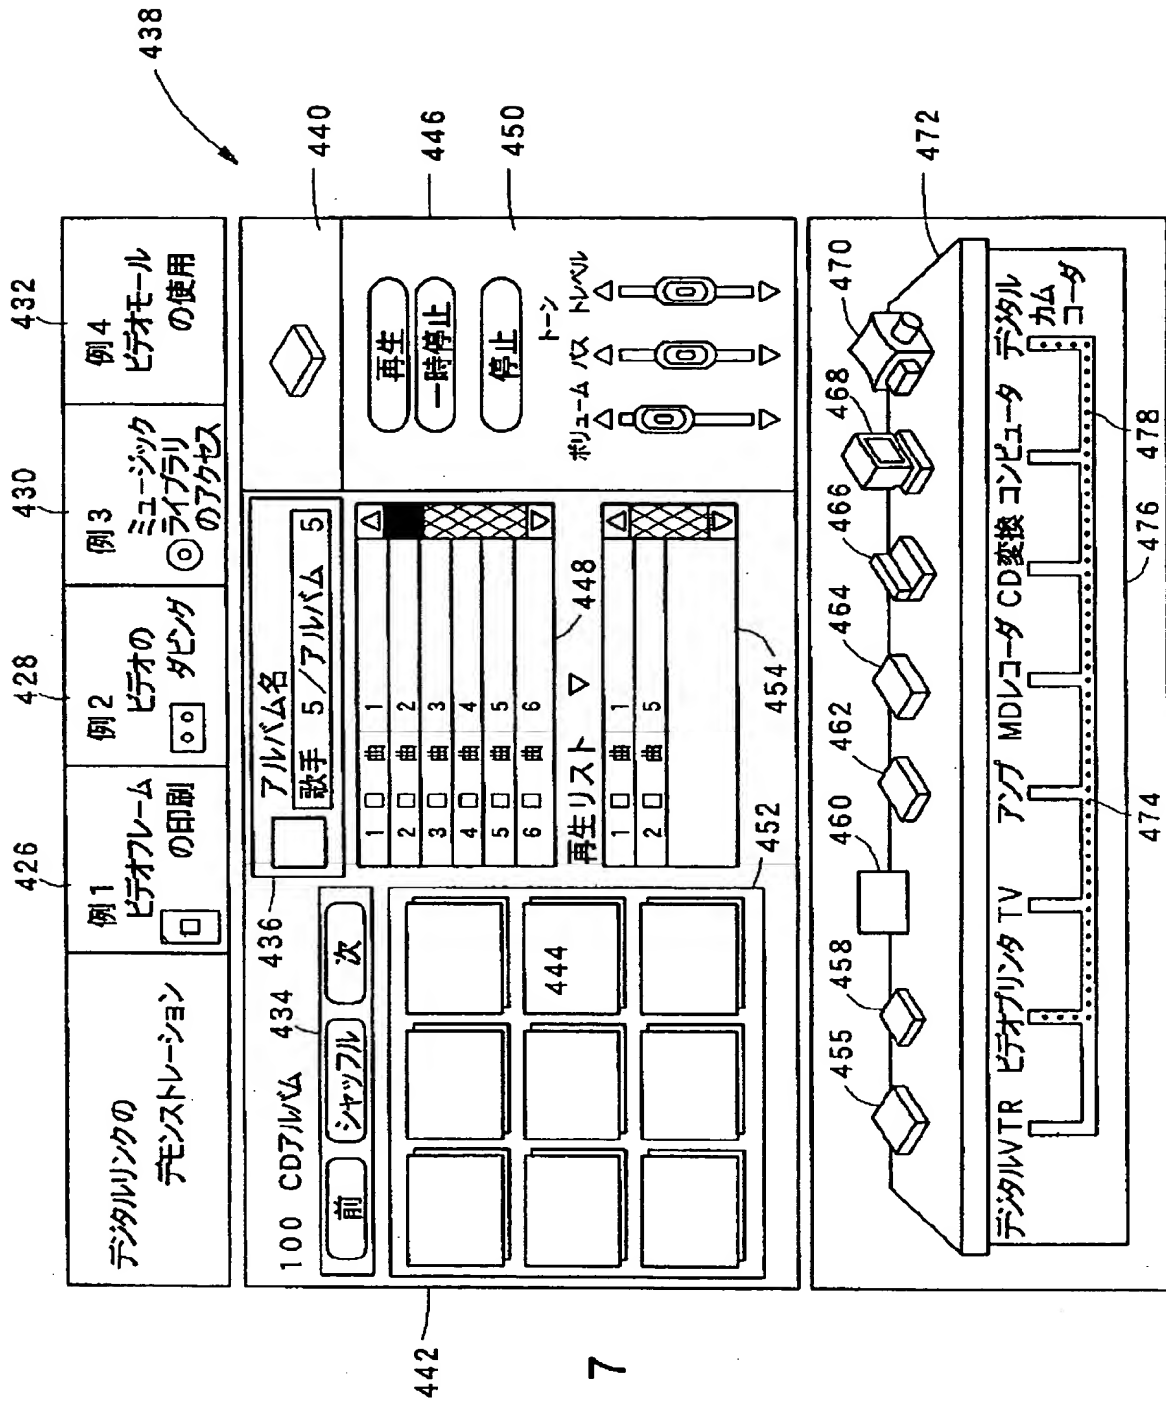 デジタルリンクの
デモンストレーション
例1
ビデオフレーム
の印刷
例2
ビデオの
ダビング
例3
ミュージック
ライブラリ
のアクセス
例4
ビデオモール
の使用
426
428
430
432
438
100 CDアルバム
434
前
シャッフル
次
436
アルバム名
歌手 5/アルバム 5
1 曲 1
2 曲 2
3 曲 3
4 曲 4
5 曲 5
6 曲 6
448
再生リスト
1 曲 1
2 曲 5
454
452
444
442
440
446
450
再生
一時停止
停止
トーン
ボリューム バス トレベル
455
458
460
462
464
466
468
470
472
デジタルVTR ビデオプリンタ TV アンプ MDレコーダ CD変換 コンピュータ デジタル
カム
コーダ
474
476
478
7